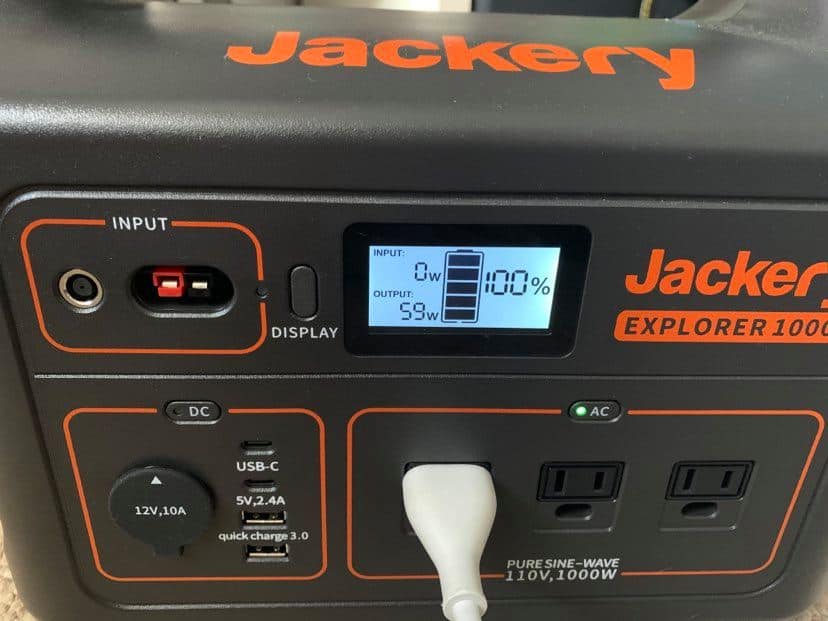 Jackery
INPUT
DISPLAY
INPUT:
0w
OUTPUT:
59w
100%
Jackery
EXPLORER 1000
DC
12V,10A
USB-C
5V,2.4A
quick charge 3.0
AC
PURE SINE-WAVE
110V,1000W